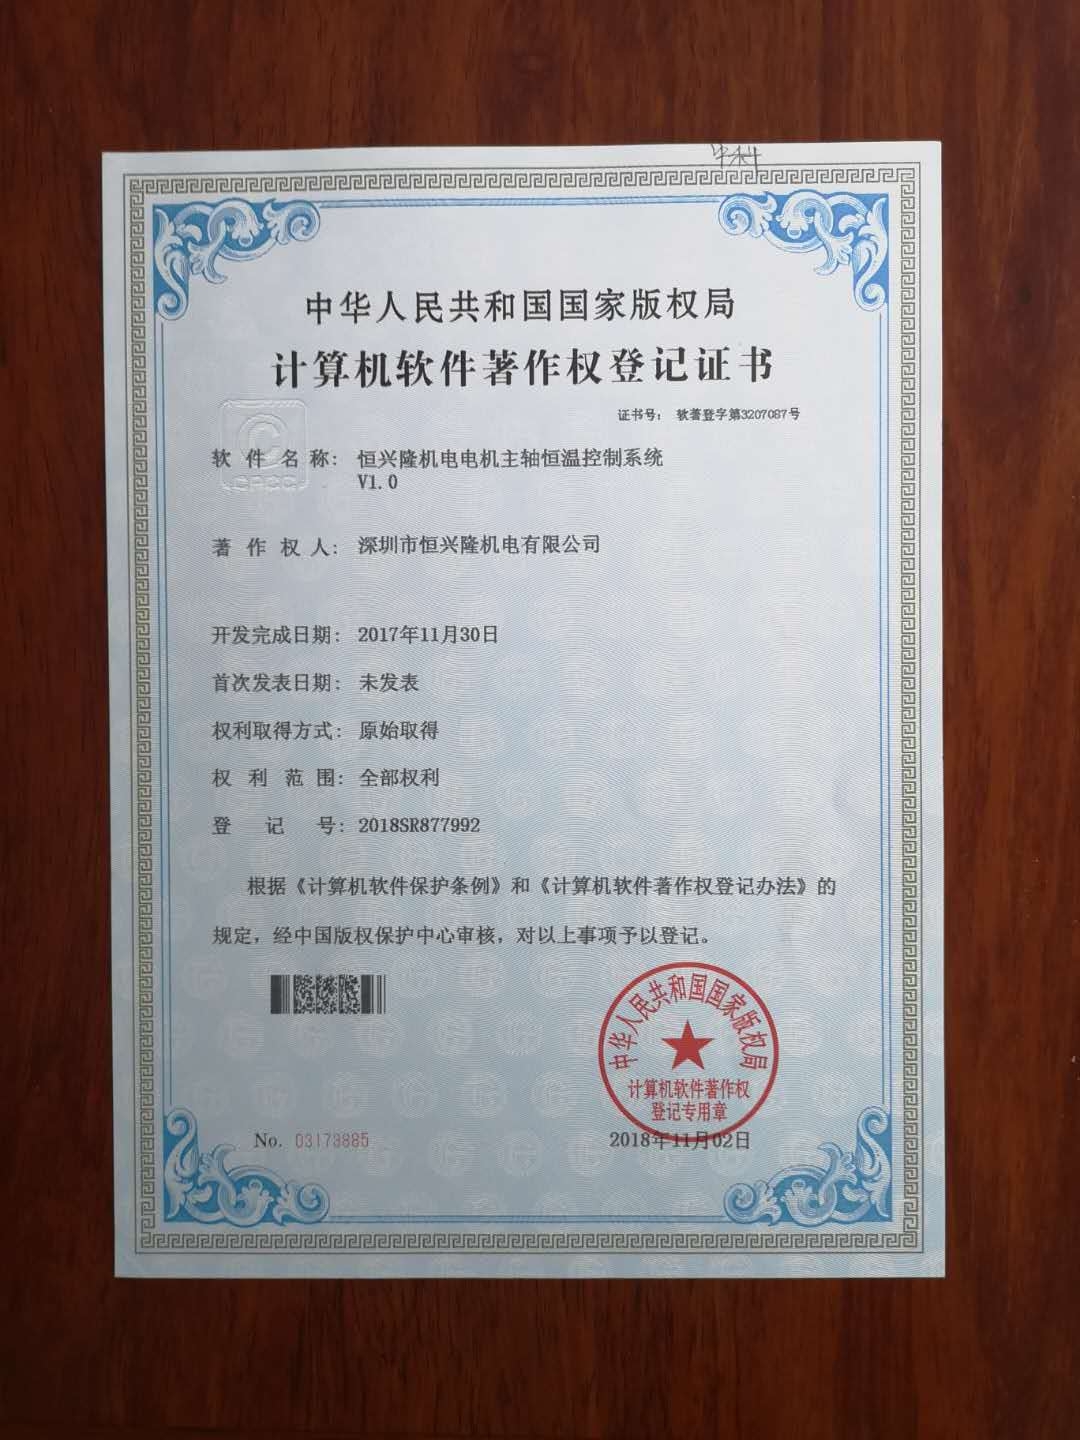 中科
中华人民共和国国家版权局
计算机软件著作权登记证书
证书号： 软著登字第3207087号
软件名称： 恒兴隆机电电机主轴恒温控制系统
V1.0
著作权人： 深圳市恒兴隆机电有限公司
开发完成日期： 2017年11月30日
首次发表日期： 未发表
权利取得方式： 原始取得
权利范围： 全部权利
登记号： 2018SR877992
根据《计算机软件保护条例》和《计算机软件著作权登记办法》的
规定，经中国版权保护中心审核，对以上事项予以登记。
中华人民共和国国家版权局
计算机软件著作权
登记专用章
No. 03173885
2018年11月02日